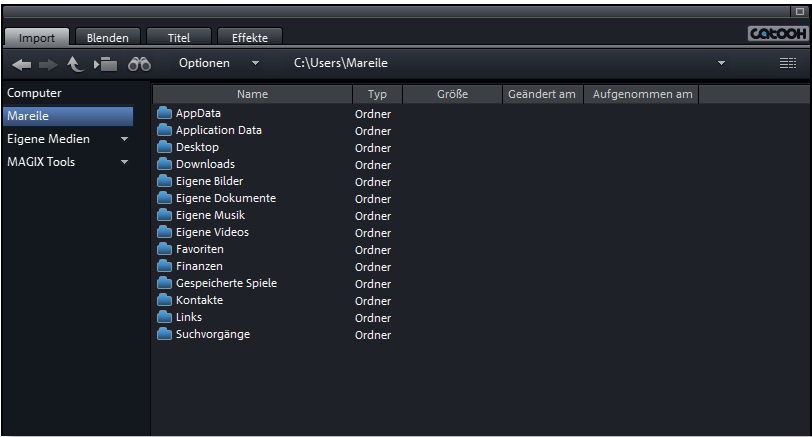 Import Blenden Titel Effekte CATOOH
Optionen C:\Users\Mareile
Computer
Mareile
Eigene Medien
MAGIX Tools
Name Typ Größe Geändert am Aufgenommen am
AppData Ordner
Application Data Ordner
Desktop Ordner
Downloads Ordner
Eigene Bilder Ordner
Eigene Dokumente Ordner
Eigene Musik Ordner
Eigene Videos Ordner
Favoriten Ordner
Finanzen Ordner
Gespeicherte Spiele Ordner
Kontakte Ordner
Links Ordner
Suchvorgänge Ordner